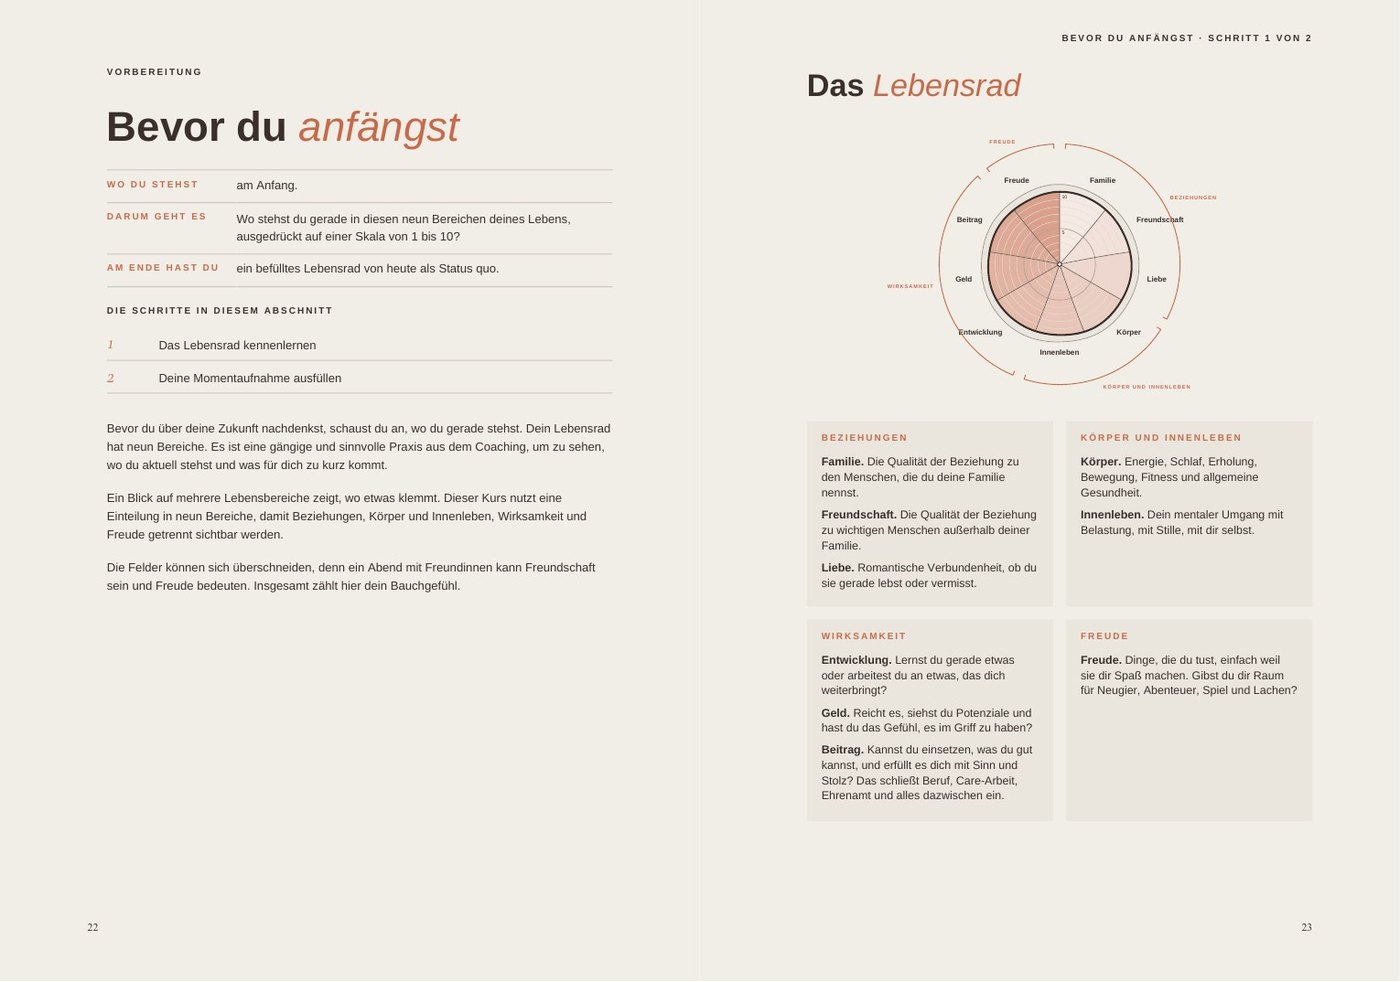 VORBEREITUNG
Bevor du anfängst
WO DU STEHST am Anfang.
DARUM GEHT ES Wo stehst du gerade in diesen neun Bereichen deines Lebens,
ausgedrückt auf einer Skala von 1 bis 10?
AM ENDE HAST DU ein befülltes Lebensrad von heute als Status quo.
DIE SCHRITTE IN DIESEM ABSCHNITT
1 Das Lebensrad kennenlernen
2 Deine Momentaufnahme ausfüllen
Bevor du über deine Zukunft nachdenkst, schaust du an, wo du gerade stehst. Dein Lebensrad
hat neun Bereiche. Es ist eine gängige und sinnvolle Praxis aus dem Coaching, um zu sehen,
wo du aktuell stehst und was für dich zu kurz kommt.
Ein Blick auf mehrere Lebensbereiche zeigt, wo etwas klemmt. Dieser Kurs nutzt eine
Einteilung in neun Bereiche, damit Beziehungen, Körper und Innenleben, Wirksamkeit und
Freude getrennt sichtbar werden.
Die Felder können sich überschneiden, denn ein Abend mit Freundinnen kann Freundschaft
sein und Freude bedeuten. Insgesamt zählt hier dein Bauchgefühl.
22
BEVOR DU ANFÄNGST · SCHRITT 1 VON 2
Das Lebensrad
FREUDE
Freude
Familie
10
BEZIEHUNGEN
Beitrag
Freundschaft
5
Geld
Liebe
WIRKSAMKEIT
Entwicklung
Körper
Innenleben
KÖRPER UND INNENLEBEN
BEZIEHUNGEN
Familie. Die Qualität der Beziehung zu
den Menschen, die du deine Familie
nennst.
Freundschaft. Die Qualität der Beziehung
zu wichtigen Menschen außerhalb deiner
Familie.
Liebe. Romantische Verbundenheit, ob du
sie gerade lebst oder vermisst.
KÖRPER UND INNENLEBEN
Körper. Energie, Schlaf, Erholung,
Bewegung, Fitness und allgemeine
Gesundheit.
Innenleben. Dein mentaler Umgang mit
Belastung, mit Stille, mit dir selbst.
WIRKSAMKEIT
Entwicklung. Lernst du gerade etwas
oder arbeitest du an etwas, das dich
weiterbringt?
Geld. Reicht es, siehst du Potenziale und
hast du das Gefühl, es im Griff zu haben?
Beitrag. Kannst du einsetzen, was du gut
kannst, und erfüllt es dich mit Sinn und
Stolz? Das schließt Beruf, Care-Arbeit,
Ehrenamt und alles dazwischen ein.
FREUDE
Freude. Dinge, die du tust, einfach weil
sie dir Spaß machen. Gibst du dir Raum
für Neugier, Abenteuer, Spiel und Lachen?
23